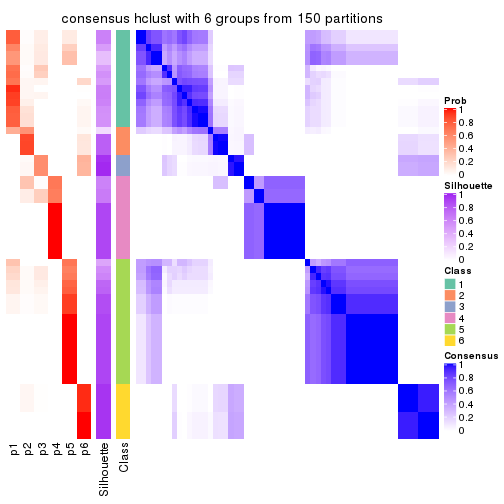 consensus hclust with 6 groups from 150 partitions
Prob
1
0.8
0.6
0.4
0.2
0
Silhouette
1
0.8
0.6
0.4
0.2
0
Class
1
2
3
4
5
6
Consensus
1
0.8
0.6
0.4
0.2
0
p1
p2
p3
p4
p5
p6
Silhouette
Class